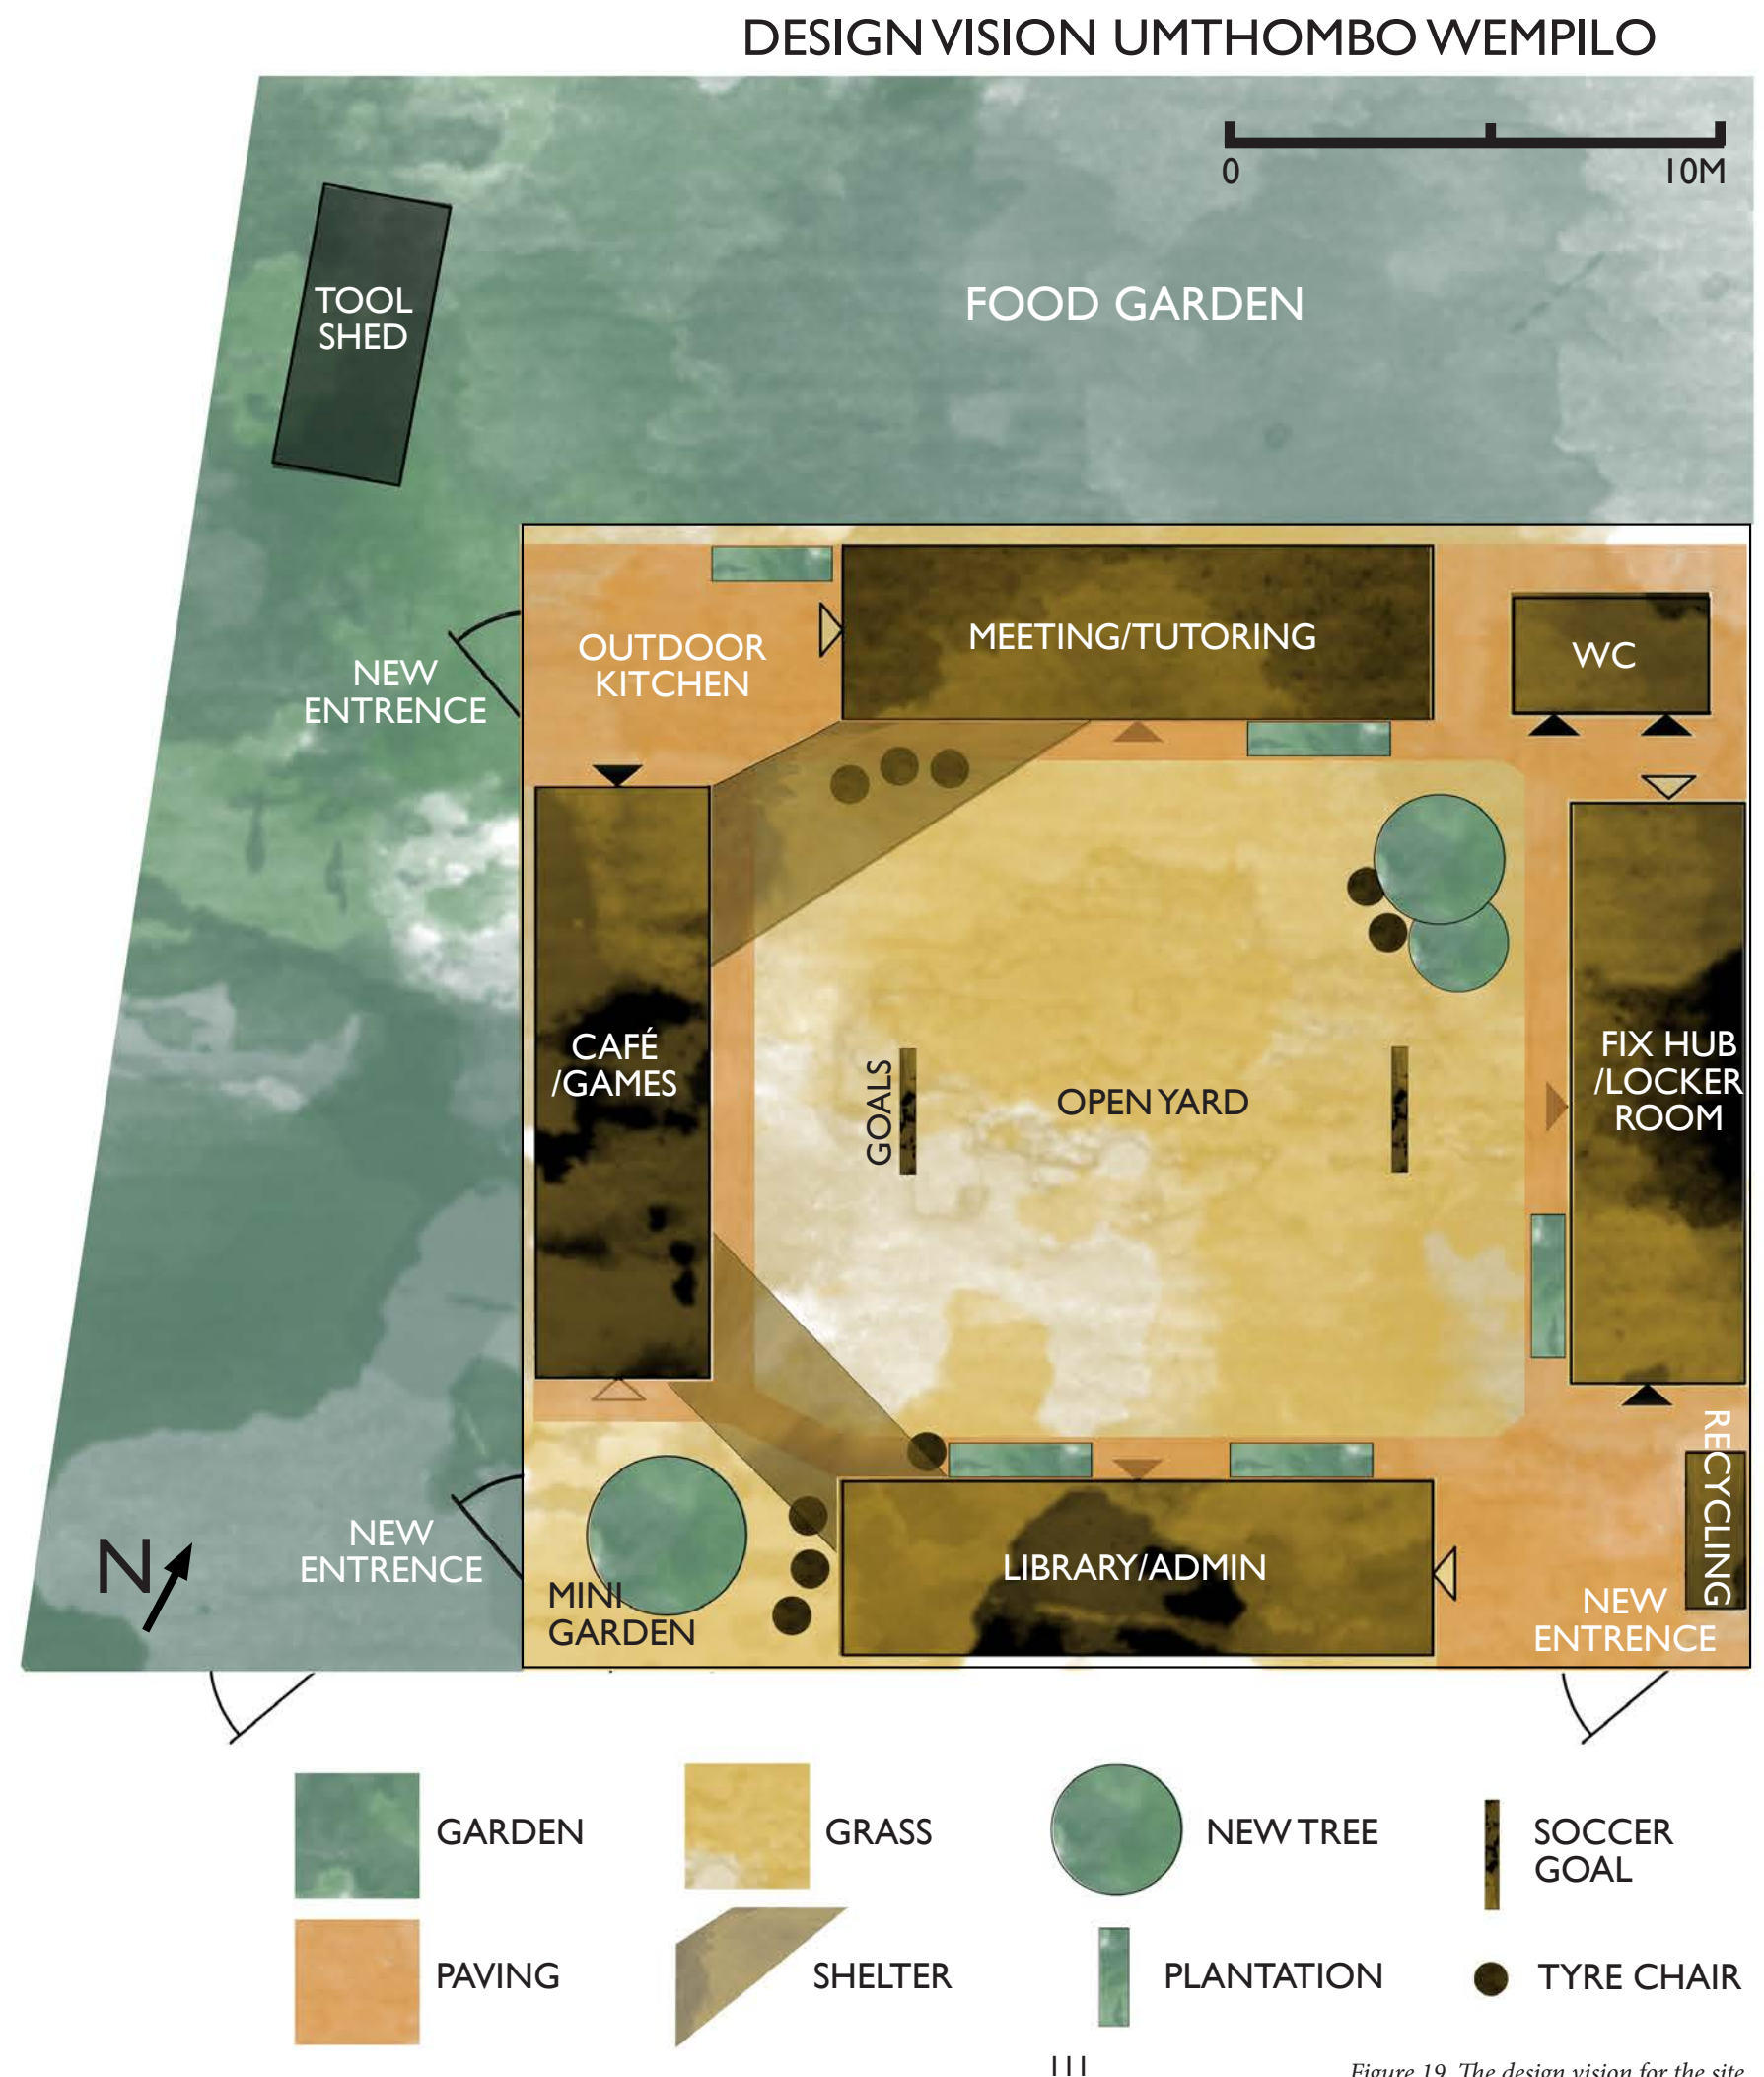 DESIGN VISION UMTHOMBO WEMPILO
0 10M
TOOL
SHED
FOOD GARDEN
NEW
ENTRENCE
OUTDOOR
KITCHEN
MEETING/TUTORING
WC
CAFÉ
/GAMES
GOALS
OPEN YARD
FIX HUB
/LOCKER
ROOM
RECYCLING
N
NEW
ENTRENCE
MINI
GARDEN
LIBRARY/ADMIN
NEW
ENTRENCE
GARDEN
GRASS
NEW TREE
SOCCER
GOAL
PAVING
SHELTER
PLANTATION
TYRE CHAIR
Figure 19. The design vision for the site